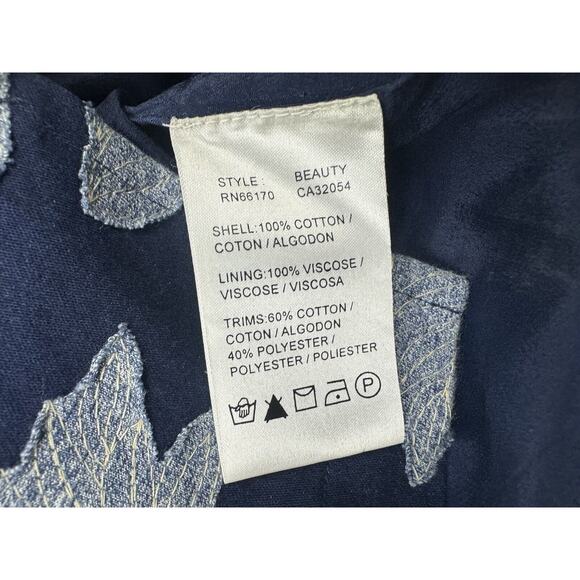 STYLE : BEAUTY
RN66170 CA32054
SHELL:100% COTTON /
COTON / ALGODON
LINING:100% VISCOSE /
VISCOSE / VISCOSA
TRIMS:60% COTTON /
COTON / ALGODON
40% POLYESTER /
POLYESTER / POLIESTER
P